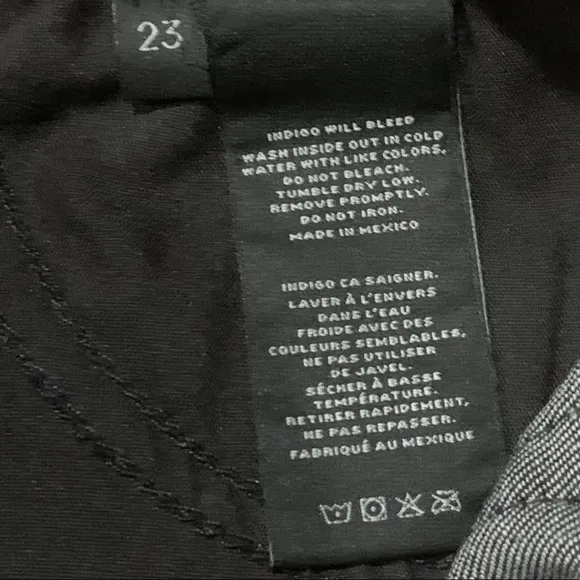 23
INDIGO WILL BLEED
WASH INSIDE OUT IN COLD
WATER WITH LIKE COLORS.
DO NOT BLEACH.
TUMBLE DRY LOW.
REMOVE PROMPTLY.
DO NOT IRON.
MADE IN MEXICO
INDIGO CA SAIGNER.
LAVER À L'ENVERS
DANS L'EAU
FROIDE AVEC DES
COULEURS SEMBLABLES.
NE PAS UTILISER
DE JAVEL.
SÉCHER À BASSE
TEMPÉRATURE.
RETIRER RAPIDEMENT,
NE PAS REPASSER.
FABRIQUÉ AU MEXIQUE